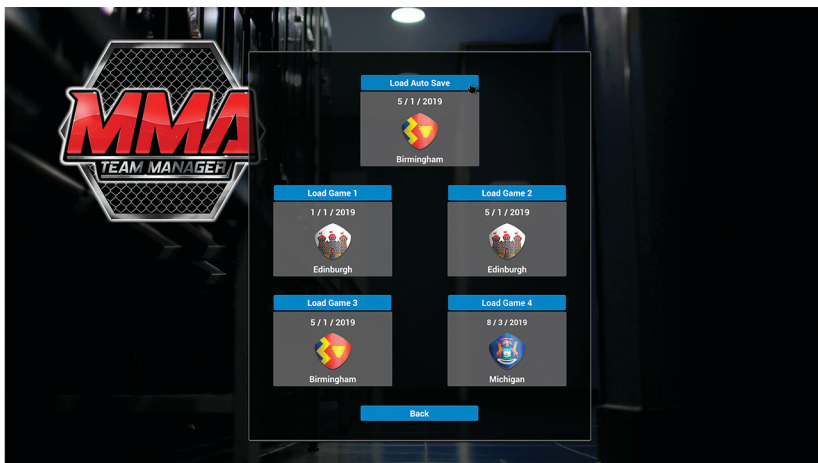 MMA
TEAM MANAGER
Load Auto Save
5 / 1 / 2019
Birmingham
Load Game 1
1 / 1 / 2019
Edinburgh
Load Game 2
5 / 1 / 2019
Edinburgh
Load Game 3
5 / 1 / 2019
Birmingham
Load Game 4
8 / 3 / 2019
Michigan
Back